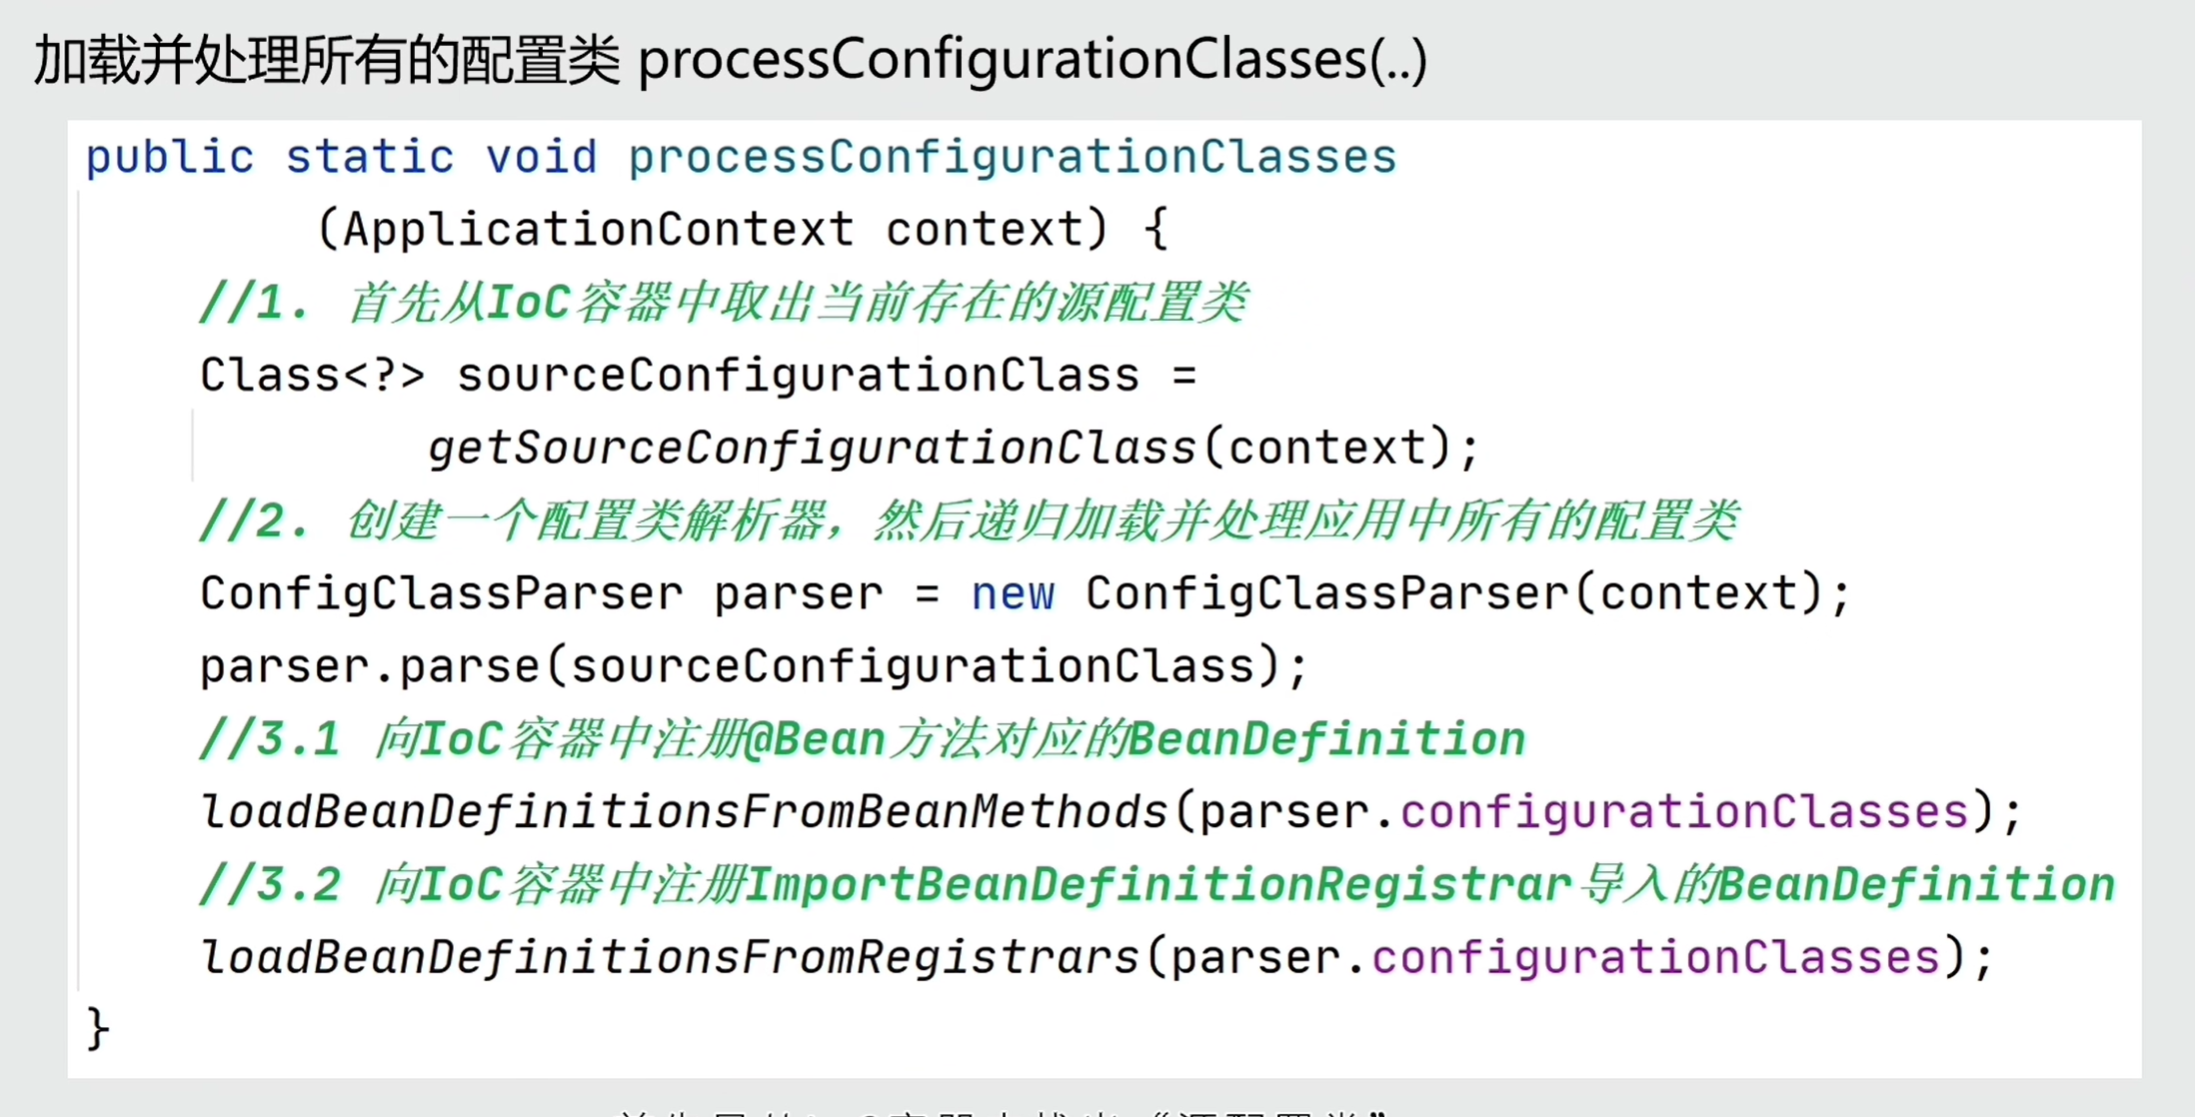 加载并处理所有的配置类 processConfigurationClasses(..)
public static void processConfigurationClasses
(ApplicationContext context) {
//1. 首先从IoC容器中取出当前存在的源配置类
Class<?> sourceConfigurationClass =
getSourceConfigurationClass(context);
//2. 创建一个配置类解析器，然后递归加载并处理应用中所有的配置类
ConfigClassParser parser = new ConfigClassParser(context);
parser.parse(sourceConfigurationClass);
//3.1 向IoC容器中注册@Bean方法对应的BeanDefinition
loadBeanDefinitionsFromBeanMethods(parser.configurationClasses);
//3.2 向IoC容器中注册ImportBeanDefinitionRegistrar导入的BeanDefinition
loadBeanDefinitionsFromRegistrars(parser.configurationClasses);
}